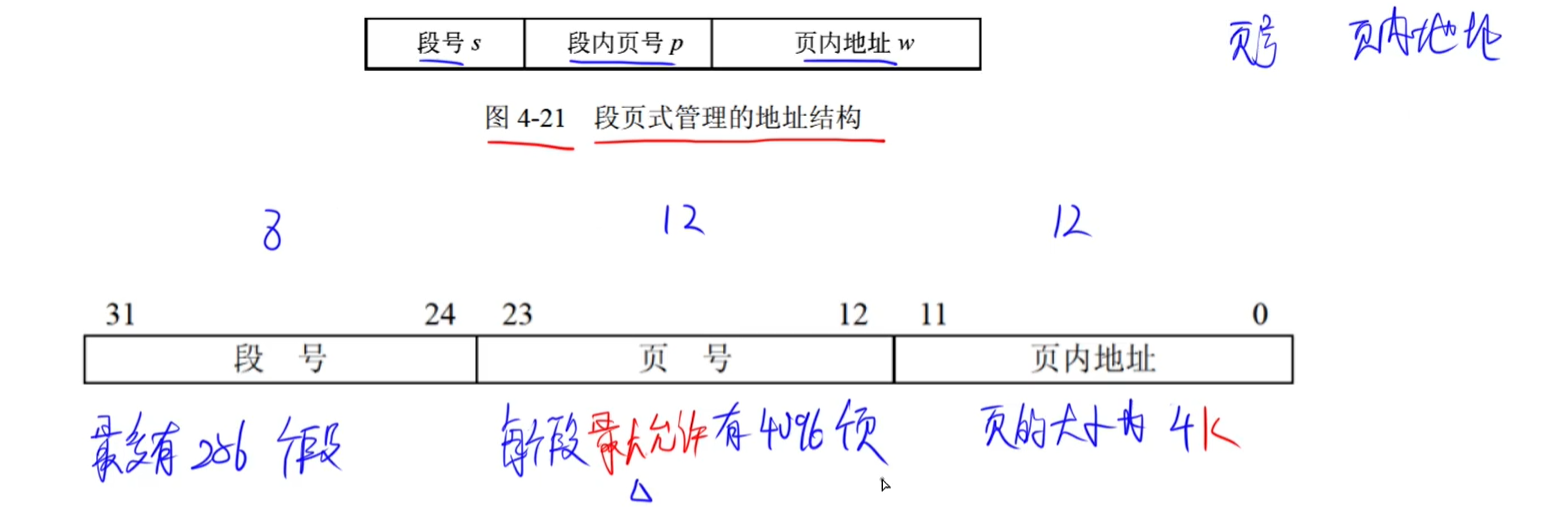 段号 s 段内页号 p 页内地址 w 页号 页内地址
图 4-21 段页式管理的地址结构
8 12 12
31 24 23 12 11 0
段 号 页 号 页内地址
最多有 256 个段 每个段最大允许有 4096 个页 页的大小为 4K